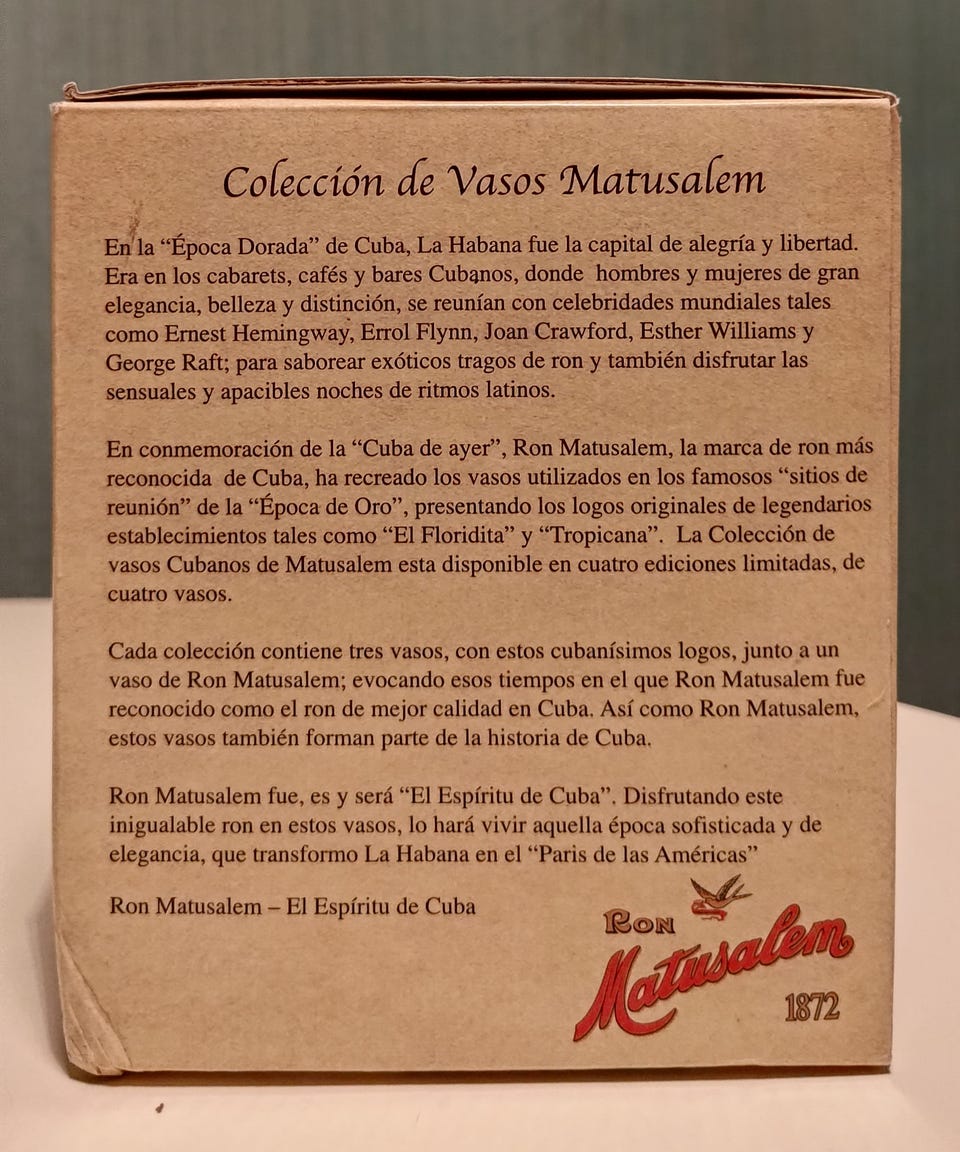 Colección de Vasos Matusalem
En la “Época Dorada” de Cuba, La Habana fue la capital de alegría y libertad.
Era en los cabarets, cafés y bares Cubanos, donde  hombres y mujeres de gran
elegancia, belleza y distinción, se reunían con celebridades mundiales tales
como Ernest Hemingway, Errol Flynn, Joan Crawford, Esther Williams y
George Raft; para saborear exóticos tragos de ron y también disfrutar las
sensuales y apacibles noches de ritmos latinos.
En conmemoración de la “Cuba de ayer”, Ron Matusalem, la marca de ron más
reconocida  de Cuba, ha recreado los vasos utilizados en los famosos “sitios de
reunión” de la “Época de Oro”, presentando los logos originales de legendarios
establecimientos tales como “El Floridita” y “Tropicana”.  La Colección de
vasos Cubanos de Matusalem esta disponible en cuatro ediciones limitadas, de
cuatro vasos.
Cada colección contiene tres vasos, con estos cubanísimos logos, junto a un
vaso de Ron Matusalem; evocando esos tiempos en el que Ron Matusalem fue
reconocido como el ron de mejor calidad en Cuba. Así como Ron Matusalem,
estos vasos también forman parte de la historia de Cuba.
Ron Matusalem fue, es y será “El Espíritu de Cuba”. Disfrutando este
inigualable ron en estos vasos, lo hará vivir aquella época sofisticada y de
elegancia, que transformo La Habana en el “Paris de las Américas”
Ron Matusalem – El Espíritu de Cuba
RON
Matusalem
1872